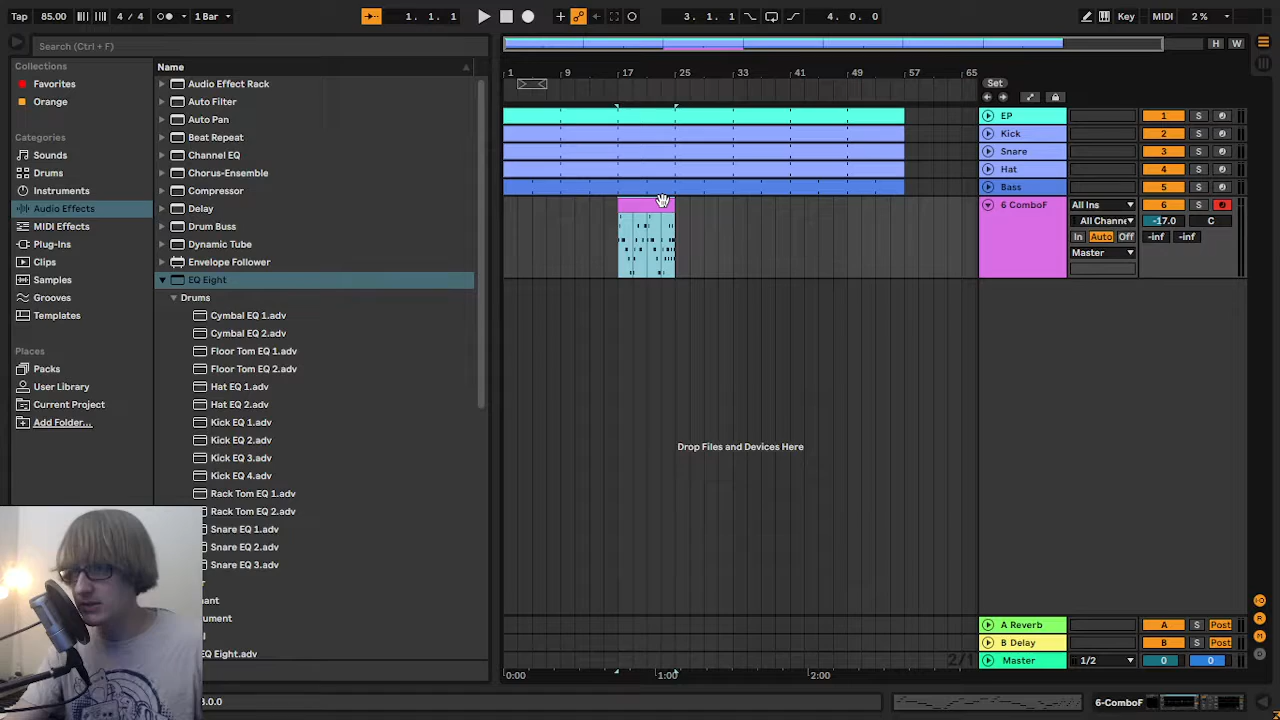 Tap 85.00 4 / 4 1 Bar 1. 1. 1 3. 1. 1 4. 0. 0 Key MIDI 2 %
Search (Ctrl + F)
H W
Collections
Favorites
Orange
Categories
Sounds
Drums
Instruments
Audio Effects
MIDI Effects
Plug-Ins
Clips
Samples
Grooves
Templates
Places
Packs
User Library
Current Project
Add Folder...
Name
Audio Effect Rack
Auto Filter
Auto Pan
Beat Repeat
Channel EQ
Chorus-Ensemble
Compressor
Delay
Drum Buss
Dynamic Tube
Envelope Follower
EQ Eight
Drums
Cymbal EQ 1.adv
Cymbal EQ 2.adv
Floor Tom EQ 1.adv
Floor Tom EQ 2.adv
Hat EQ 1.adv
Hat EQ 2.adv
Kick EQ 1.adv
Kick EQ 2.adv
Kick EQ 3.adv
Kick EQ 4.adv
Rack Tom EQ 1.adv
Rack Tom EQ 2.adv
Snare EQ 1.adv
Snare EQ 2.adv
Snare EQ 3.adv
EQ Eight.adv
1 9 17 25 33 41 49 57 65
Set
EP 1 S
Kick 2 S
Snare 3 S
Hat 4 S
Bass 5 S
6 ComboF All Ins 6 S
All Channe -17.0 C
In Auto Off -inf -inf
Master
Drop Files and Devices Here
A Reverb A S Post
B Delay B S Post
2/1 Master 1/2 0 0
0:00 1:00 2:00
3.0.0 6-ComboF